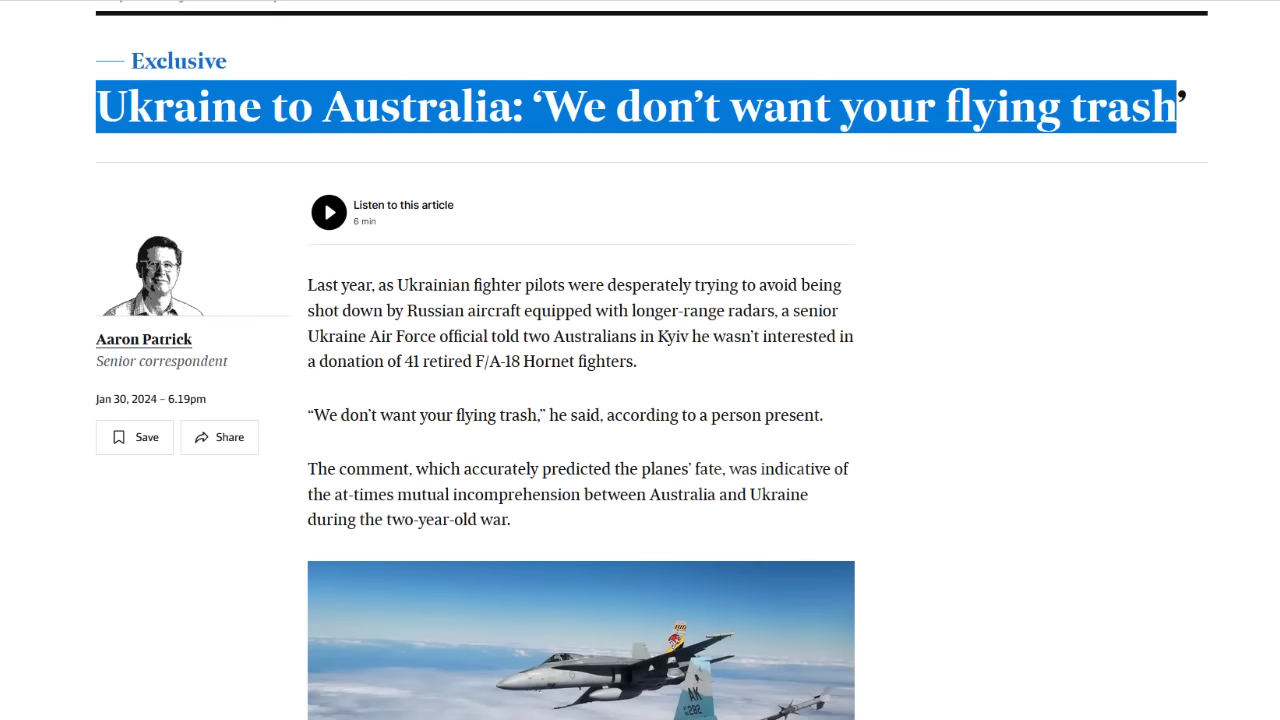 Exclusive
Ukraine to Australia: ‘We don’t want your flying trash’
Listen to this article
6 min
Last year, as Ukrainian fighter pilots were desperately trying to avoid being
shot down by Russian aircraft equipped with longer-range radars, a senior
Ukraine Air Force official told two Australians in Kyiv he wasn’t interested in
a donation of 41 retired F/A-18 Hornet fighters.
Aaron Patrick
Senior correspondent
Jan 30, 2024 – 6.19pm
Save
Share
“We don’t want your flying trash,” he said, according to a person present.
The comment, which accurately predicted the planes’ fate, was indicative of
the at-times mutual incomprehension between Australia and Ukraine
during the two-year-old war.
AK